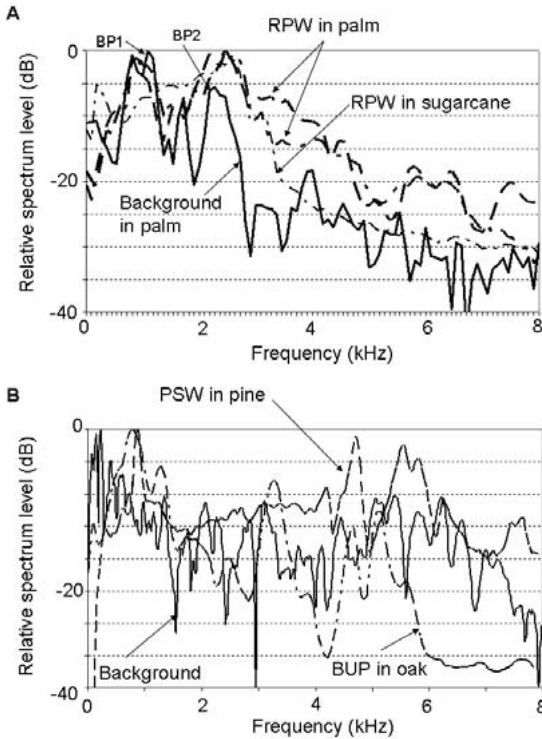 A
BP1
BP2
RPW in palm
RPW in sugarcane
Background
in palm
Relative spectrum level (dB)
0
-20
-40
0
2
4
6
8
Frequency (kHz)
B
PSW in pine
Relative spectrum level (dB)
0
-20
-40
Background
BUP in oak
0
2
4
6
8
Frequency (kHz)